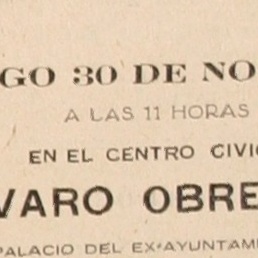 GO 30 DE NO
A LAS 11 HORAS
EN EL CENTRO CIVIC
VARO OBRE
PALACIO DEL EX-AYUNTAM